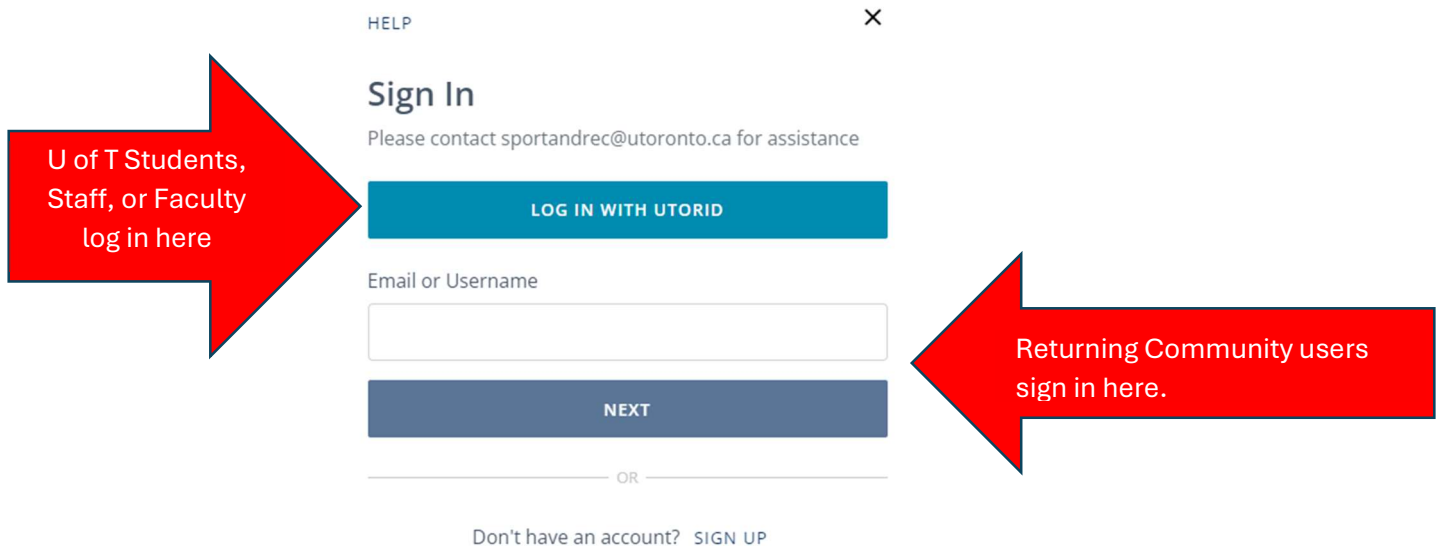 HELP
Sign In
Please contact sportandrec@utoronto.ca for assistance
U of T Students,
Staff, or Faculty
log in here
LOG IN WITH UTORID
Email or Username
Returning Community users
sign in here.
NEXT
OR
Don't have an account? SIGN UP